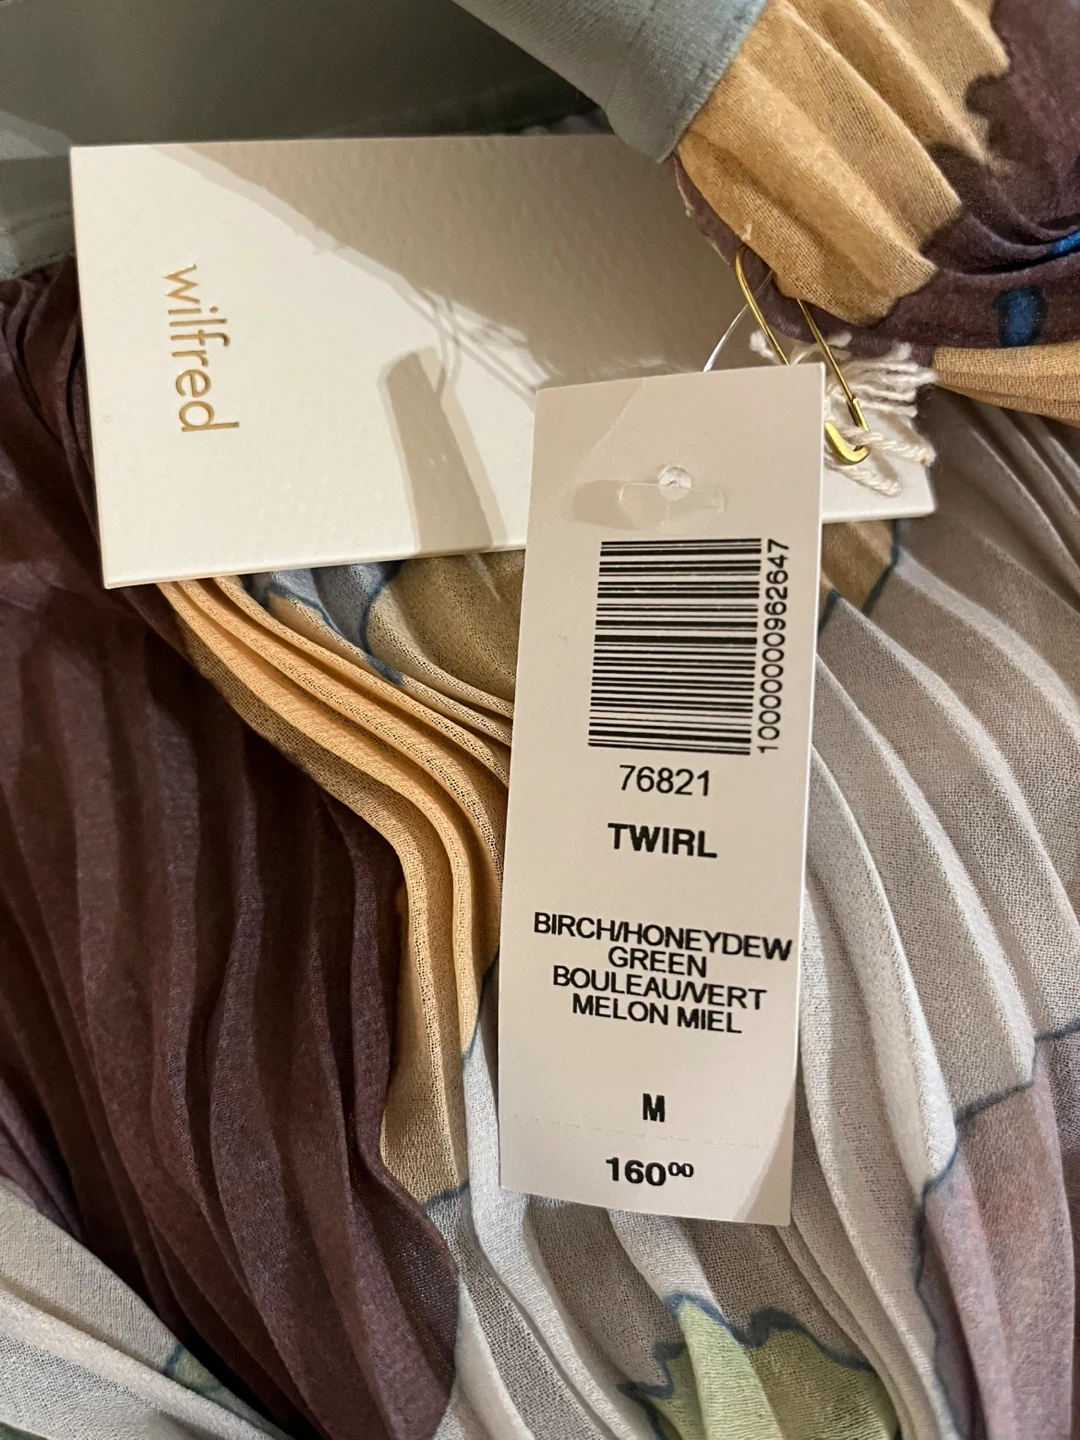 wilfred
10000000962647
76821
TWIRL
BIRCH/HONEYDEW
GREEN
BOULEAU/VERT
MELON MIEL
M
160⁰⁰